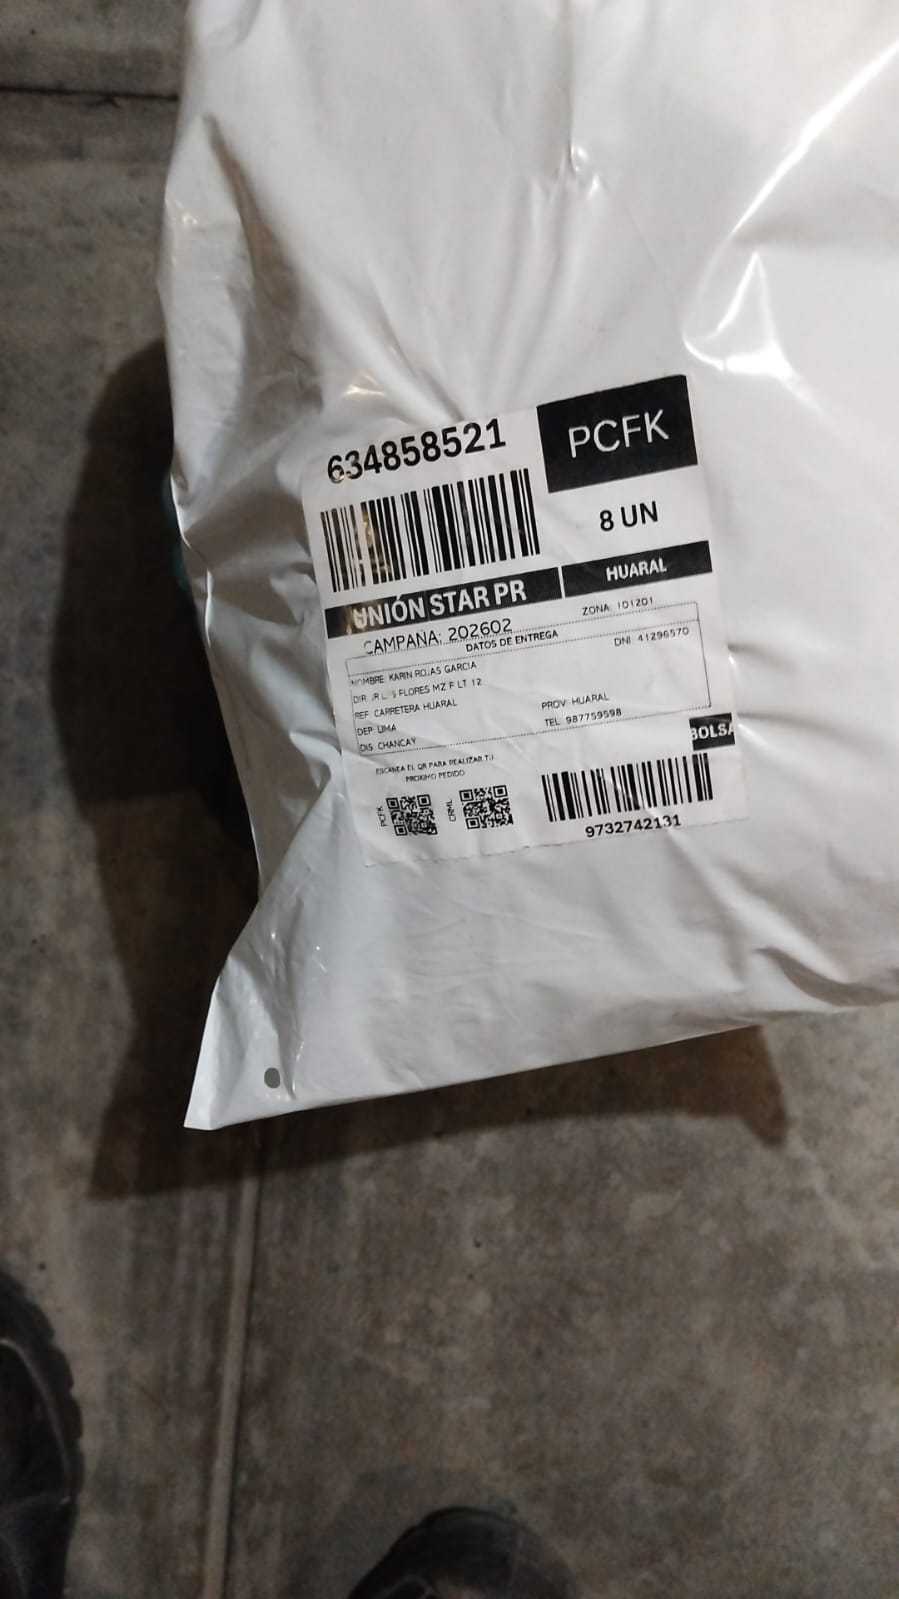 634858521
PCFK
8 UN
UNIÓN STAR PR
HUARAL
CAMPAÑA: 202602
ZONA: 101201
DATOS DE ENTREGA
DNI: 41296570
NOMBRE: KARIN ROJAS GARCIA
DIR: JR FLORES MZ F LT 12
REF: CARRETERA HUARAL
DEP: LIMA
PROV: HUARAL
DIS: CHANCAY
TEL: 987759598
BOLSA
ESCANEA EL QR PARA REALIZAR TU
PROXIMO PEDIDO
PCFK
CRML
9732742131